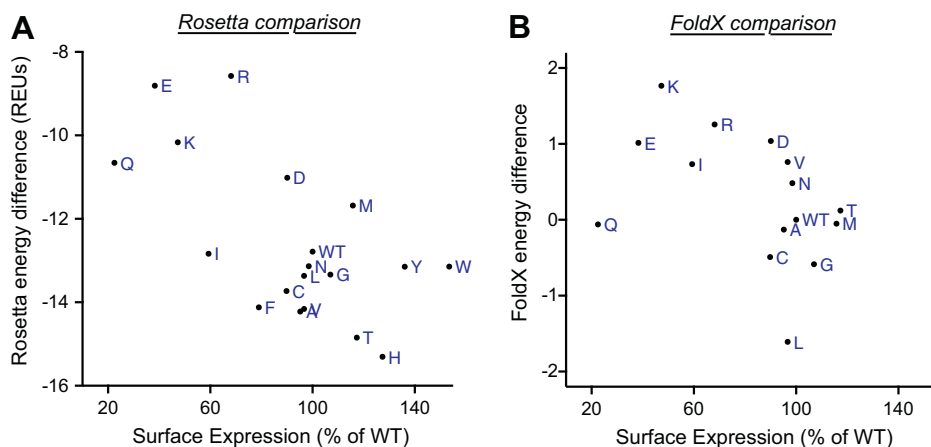 A
Rosetta comparison
Rosetta energy difference (REUs)
-8
-10
-12
-14
-16
E
R
K
Q
D
M
I
WT
N
L
G
Y
W
C
F
A
V
T
H
20
60
100
140
Surface Expression (% of WT)
B
FoldX comparison
FoldX energy difference
2
1
0
-1
-2
K
R
E
D
I
V
N
Q
T
WT
M
A
C
G
L
20
60
100
140
Surface Expression (% of WT)